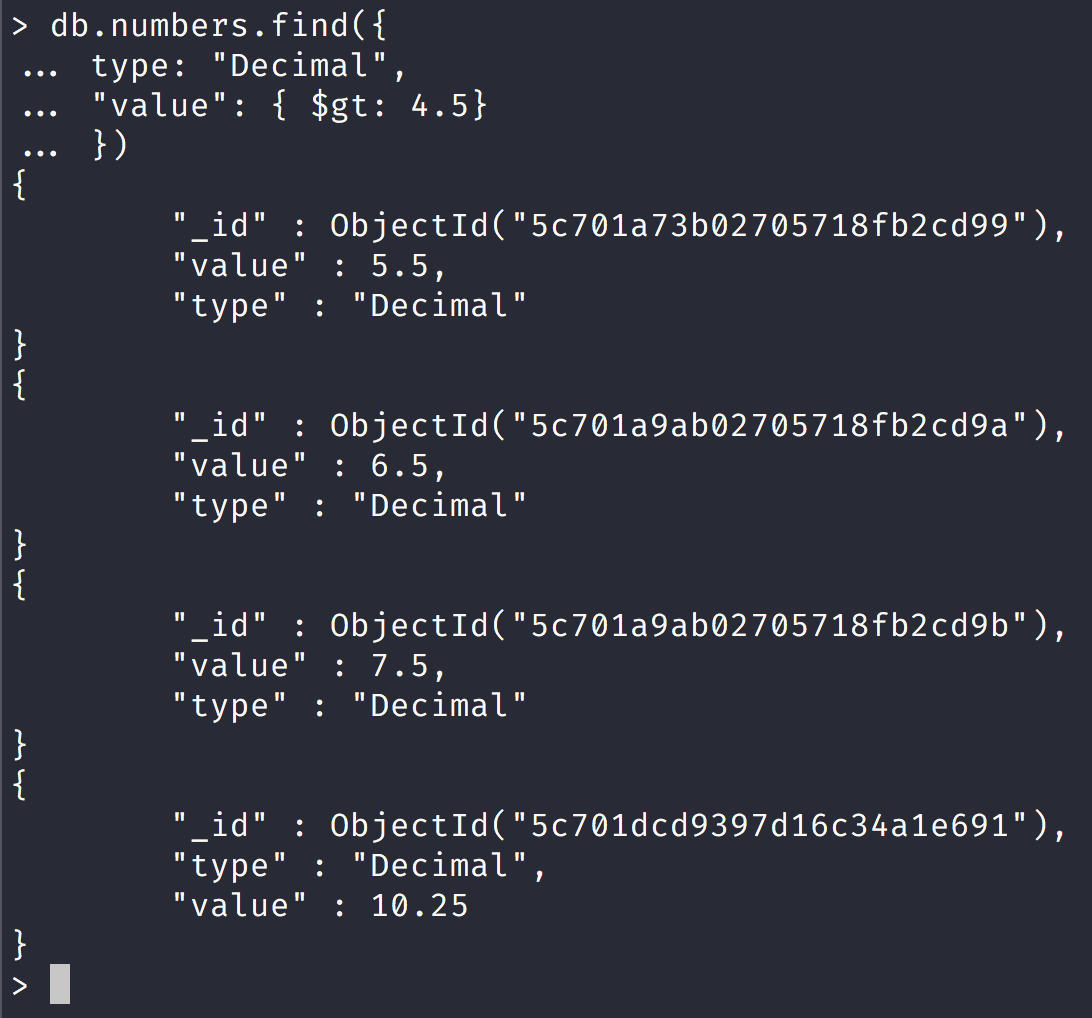 > db.numbers.find({
... type: "Decimal",
... "value": { $gt: 4.5}
... })
{
        "_id" : ObjectId("5c701a73b02705718fb2cd99"),
        "value" : 5.5,
        "type" : "Decimal"
}
{
        "_id" : ObjectId("5c701a9ab02705718fb2cd9a"),
        "value" : 6.5,
        "type" : "Decimal"
}
{
        "_id" : ObjectId("5c701a9ab02705718fb2cd9b"),
        "value" : 7.5,
        "type" : "Decimal"
}
{
        "_id" : ObjectId("5c701dcd9397d16c34a1e691"),
        "type" : "Decimal",
        "value" : 10.25
}
>